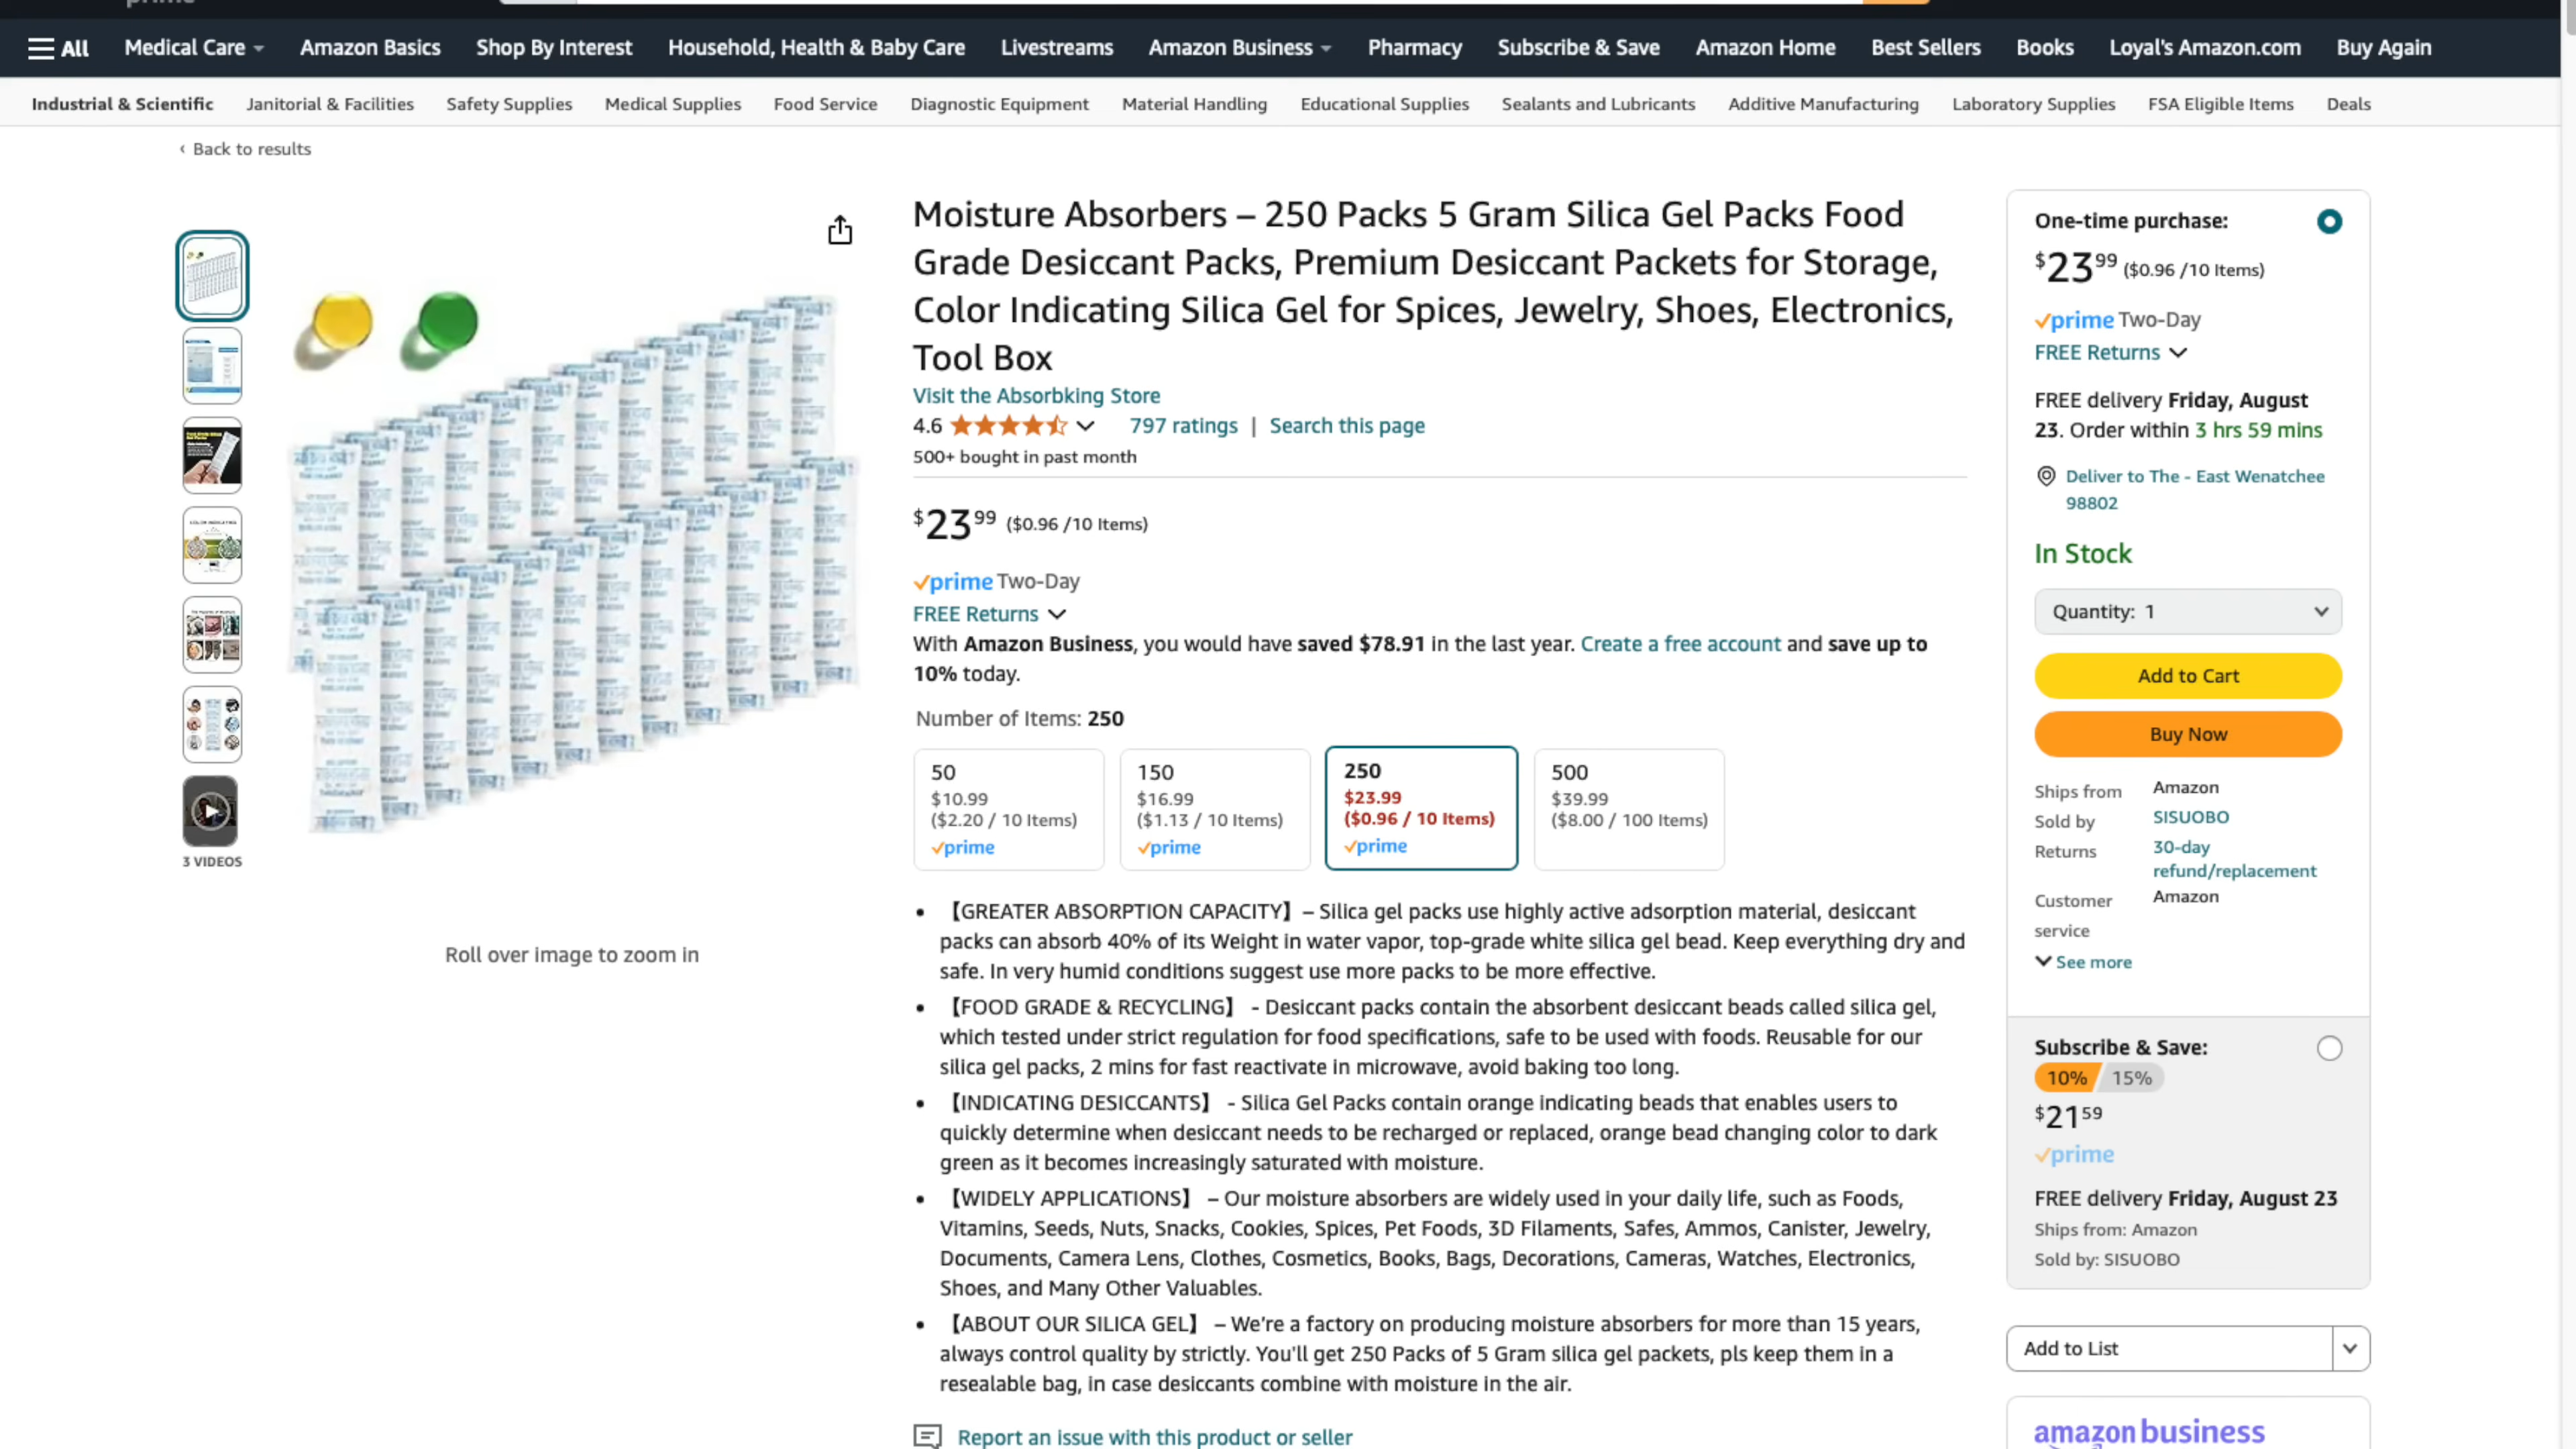 All Medical Care Amazon Basics Shop By Interest Household, Health & Baby Care Livestreams Amazon Business Pharmacy Subscribe & Save Amazon Home Best Sellers Books Loyal's Amazon.com Buy Again
Industrial & Scientific Janitorial & Facilities Safety Supplies Medical Supplies Food Service Diagnostic Equipment Material Handling Educational Supplies Sealants and Lubricants Additive Manufacturing Laboratory Supplies FSA Eligible Items Deals
‹ Back to results
3 VIDEOS
Roll over image to zoom in
Moisture Absorbers – 250 Packs 5 Gram Silica Gel Packs Food
Grade Desiccant Packs, Premium Desiccant Packets for Storage,
Color Indicating Silica Gel for Spices, Jewelry, Shoes, Electronics,
Tool Box
Visit the Absorbking Store
4.6 797 ratings | Search this page
500+ bought in past month
$23.99 ($0.96 /10 Items)
prime Two-Day
FREE Returns
With Amazon Business, you would have saved $78.91 in the last year. Create a free account and save up to
10% today.
Number of Items: 250
50
$10.99
($2.20 / 10 Items)
prime
150
$16.99
($1.13 / 10 Items)
prime
250
$23.99
($0.96 / 10 Items)
prime
500
$39.99
($8.00 / 100 Items)
• 【GREATER ABSORPTION CAPACITY】– Silica gel packs use highly active adsorption material, desiccant
packs can absorb 40% of its Weight in water vapor, top-grade white silica gel bead. Keep everything dry and
safe. In very humid conditions suggest use more packs to be more effective.
• 【FOOD GRADE & RECYCLING】 - Desiccant packs contain the absorbent desiccant beads called silica gel,
which tested under strict regulation for food specifications, safe to be used with foods. Reusable for our
silica gel packs, 2 mins for fast reactivate in microwave, avoid baking too long.
• 【INDICATING DESICCANTS】 - Silica Gel Packs contain orange indicating beads that enables users to
quickly determine when desiccant needs to be recharged or replaced, orange bead changing color to dark
green as it becomes increasingly saturated with moisture.
• 【WIDELY APPLICATIONS】 – Our moisture absorbers are widely used in your daily life, such as Foods,
Vitamins, Seeds, Nuts, Snacks, Cookies, Spices, Pet Foods, 3D Filaments, Safes, Ammos, Canister, Jewelry,
Documents, Camera Lens, Clothes, Cosmetics, Books, Bags, Decorations, Cameras, Watches, Electronics,
Shoes, and Many Other Valuables.
• 【ABOUT OUR SILICA GEL】 – We're a factory on producing moisture absorbers for more than 15 years,
always control quality by strictly. You'll get 250 Packs of 5 Gram silica gel packets, pls keep them in a
resealable bag, in case desiccants combine with moisture in the air.
Report an issue with this product or seller
One-time purchase:
$23.99 ($0.96 /10 Items)
prime Two-Day
FREE Returns
FREE delivery Friday, August
23. Order within 3 hrs 59 mins
Deliver to The - East Wenatchee
98802
In Stock
Quantity: 1
Add to Cart
Buy Now
Ships from Amazon
Sold by SISUOBO
Returns 30-day
refund/replacement
Customer Amazon
service
See more
Subscribe & Save:
10% 15%
$21.59
prime
FREE delivery Friday, August 23
Ships from: Amazon
Sold by: SISUOBO
Add to List
amazon business